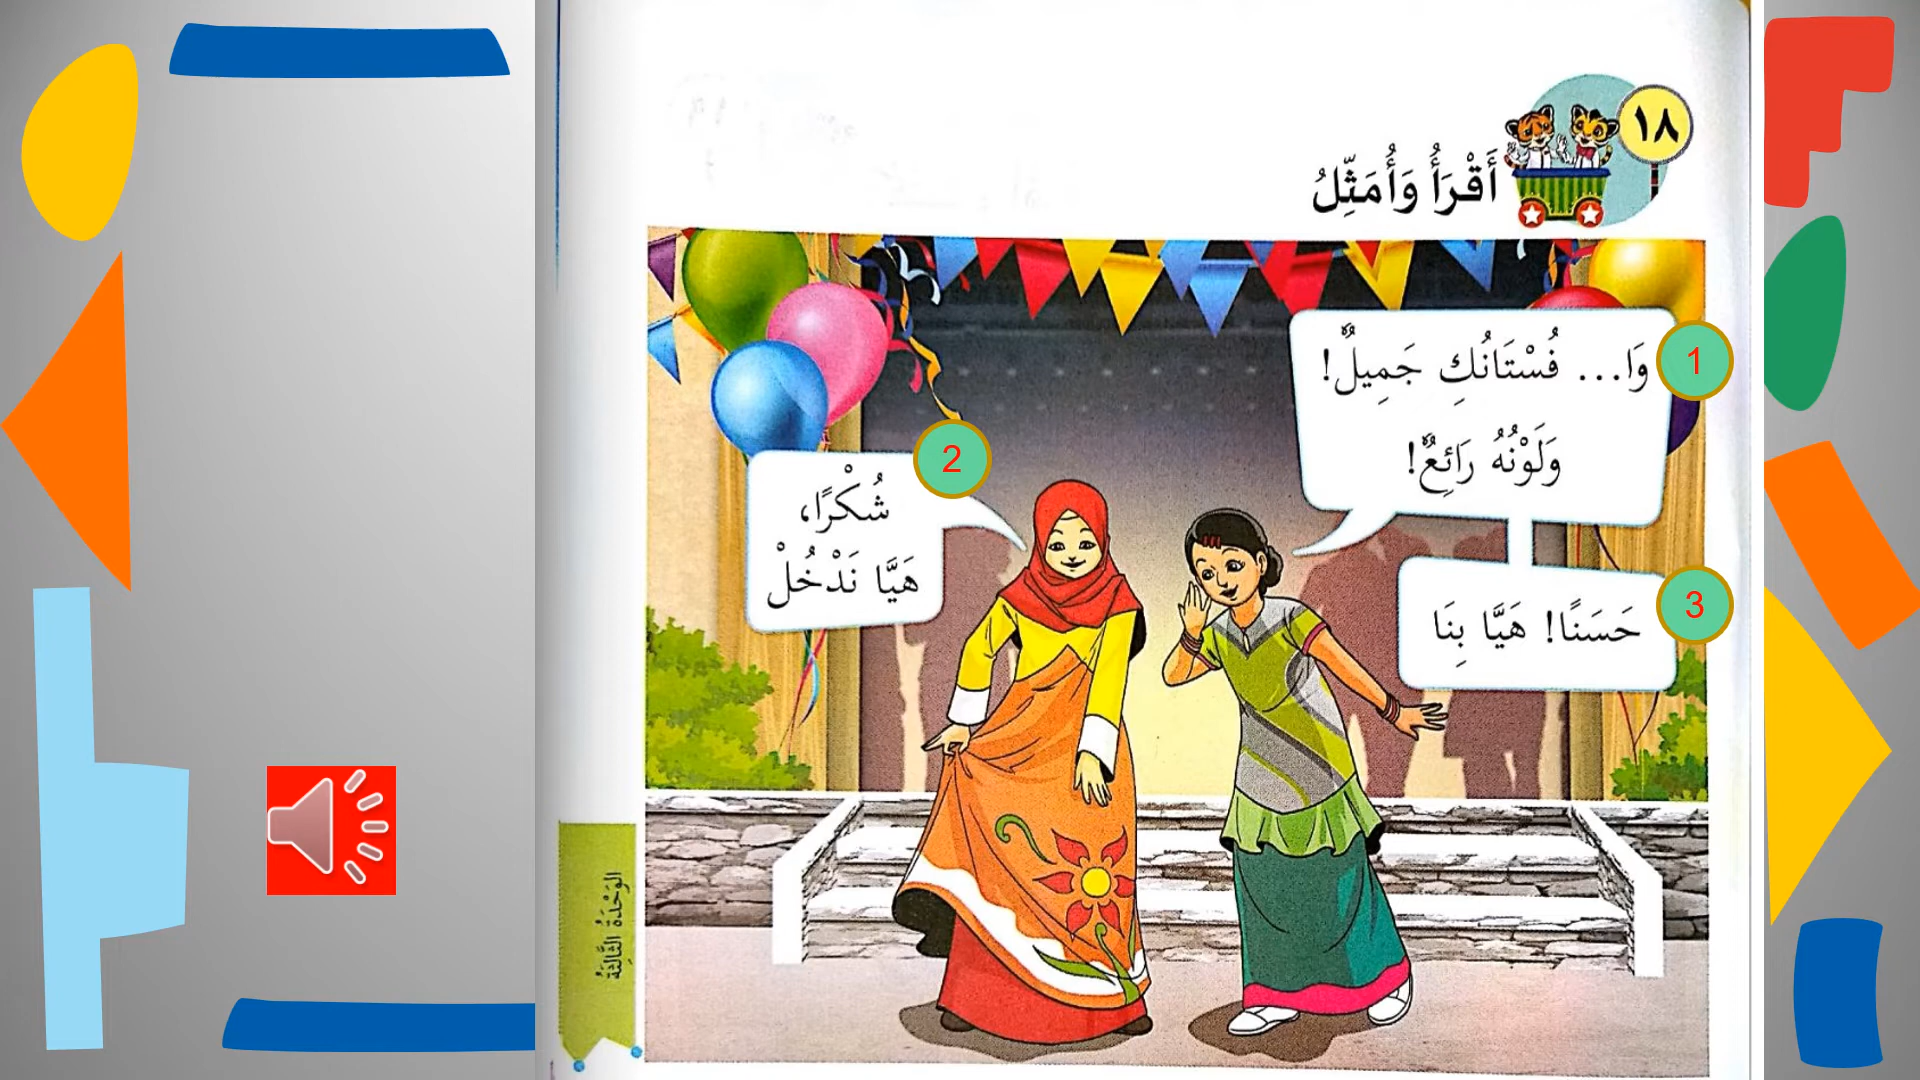 ١٨
أَقْرَأُ وَأُمَثِّلُ
1
وَا... فُسْتَانُكِ جَمِيلٌ!
وَلَوْنُهُ رَائِعٌ!
2
شُكْرًا،
هَيَّا نَدْخُلْ
3
حَسَنًا! هَيَّا بِنَا
الوَحْدَةُ الثَّالِثَةُ